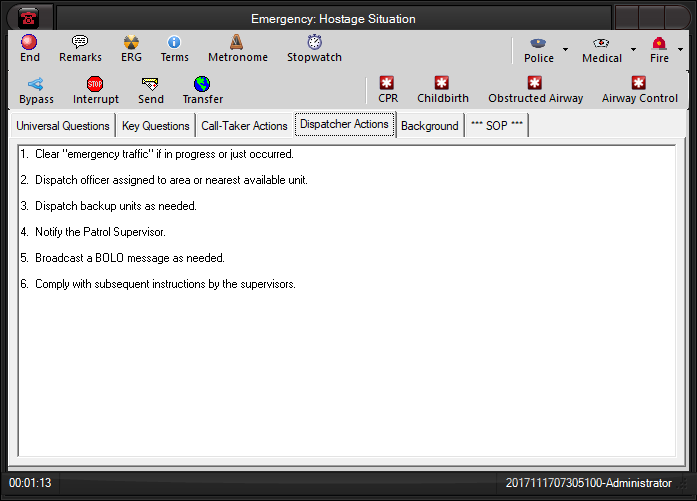 Emergency: Hostage Situation
End Remarks ERG Terms Metronome Stopwatch Police Medical Fire
STOP
Bypass Interrupt Send Transfer CPR Childbirth Obstructed Airway Airway Control
Universal Questions Key Questions Call-Taker Actions Dispatcher Actions Background *** SOP ***
1. Clear "emergency traffic" if in progress or just occurred.
2. Dispatch officer assigned to area or nearest available unit.
3. Dispatch backup units as needed.
4. Notify the Patrol Supervisor.
5. Broadcast a BOLO message as needed.
6. Comply with subsequent instructions by the supervisors.
00:01:13 2017111707305100-Administrator